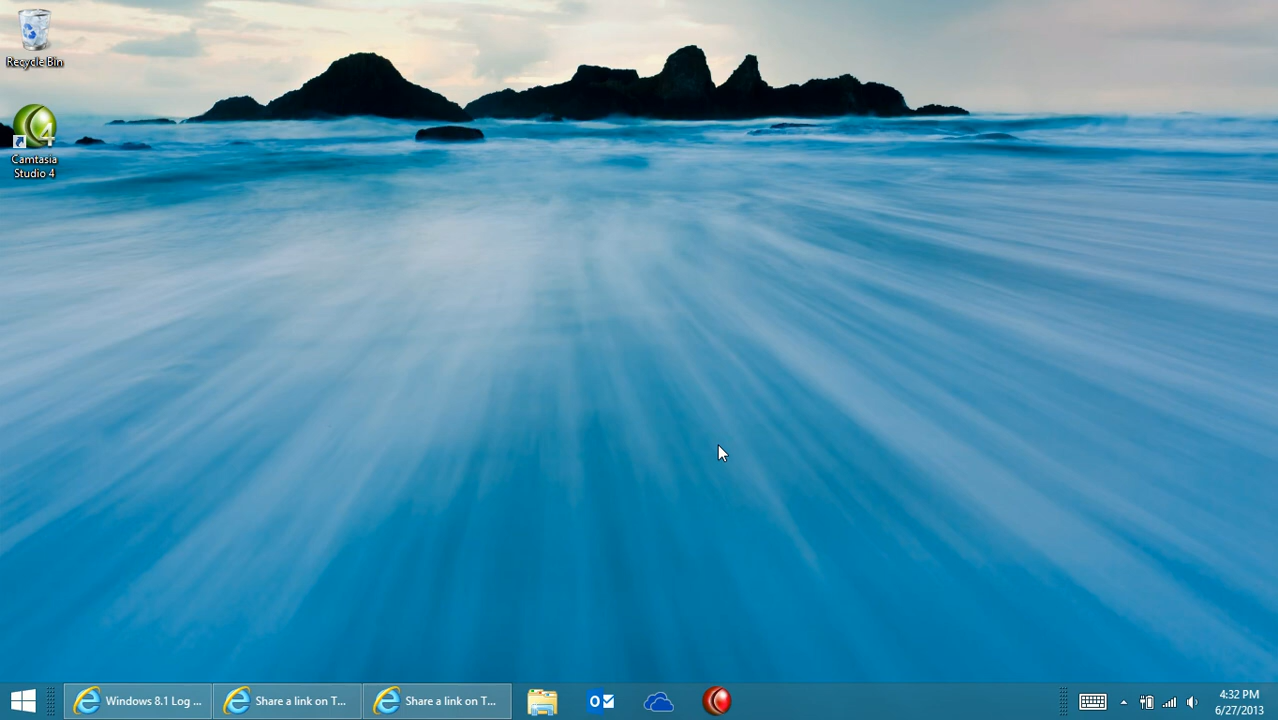 Recycle Bin
4
Camtasia
Studio 4
Windows 8.1 Log ...
Share a link on T...
Share a link on T...
4:32 PM
6/27/2013